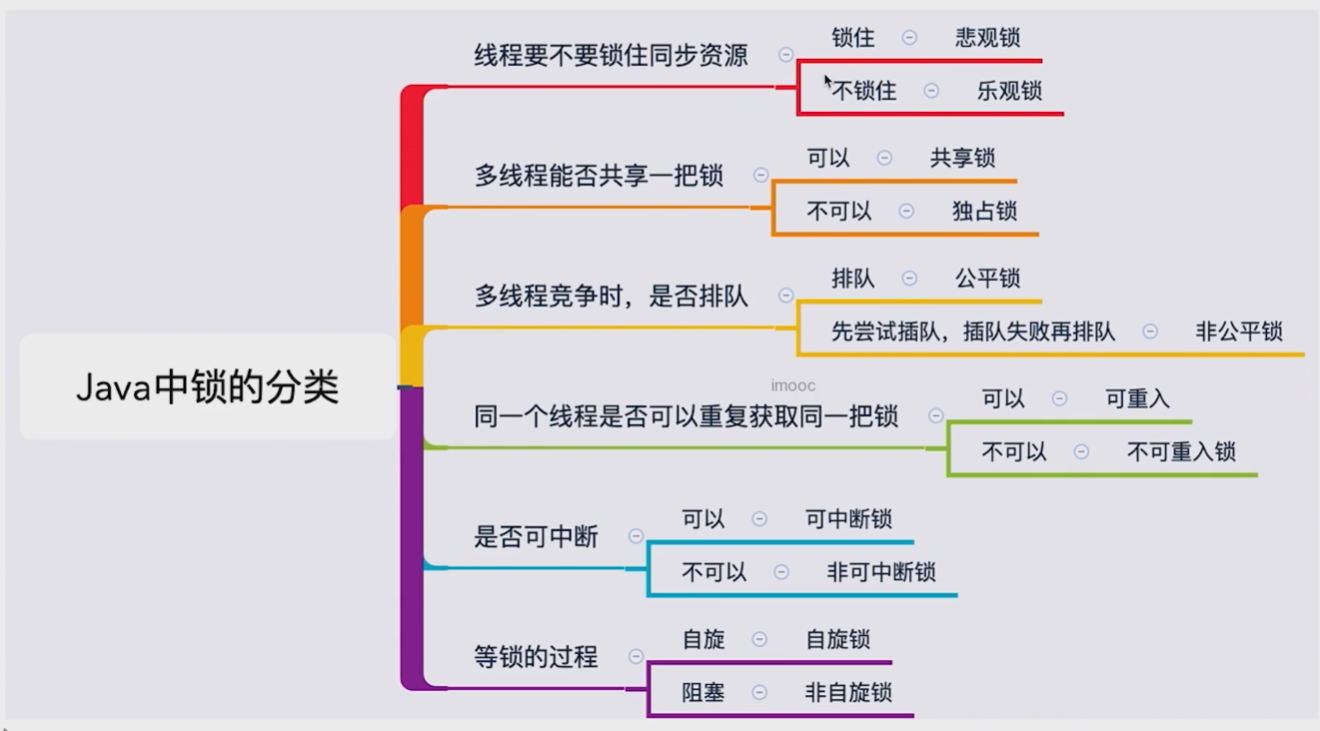 线程要不要锁住同步资源
锁住 悲观锁
不锁住 乐观锁
多线程能否共享一把锁
可以 共享锁
不可以 独占锁
多线程竞争时，是否排队
排队 公平锁
先尝试插队，插队失败再排队 非公平锁
Java中锁的分类
imooc
同一个线程是否可以重复获取同一把锁
可以 可重入
不可以 不可重入锁
是否可中断
可以 可中断锁
不可以 非可中断锁
等锁的过程
自旋 自旋锁
阻塞 非自旋锁